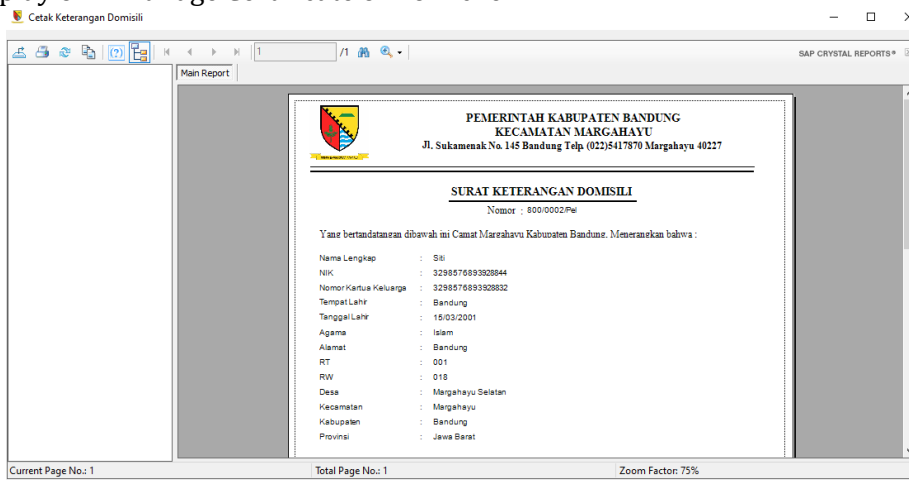 Cetak Keterangan Domisili
1 /1
SAP CRYSTAL REPORTS®
Main Report
PEMERINTAH KABUPATEN BANDUNG
KECAMATAN MARGAHAYU
Jl. Sukamenak No. 145 Bandung Telp. (022)5417870 Margahayu 40227
SURAT KETERANGAN DOMISILI
Nomor : 800/0002/Pel
Yang bertandatangan dibawah ini Camat Margahayu Kabupaten Bandung. Menerangkan bahwa :
Nama Lengkap : Siti
NIK : 3298576893928844
Nomor Kartua Keluarga : 3298576893928832
Tempat Lahir : Bandung
Tanggal Lahir : 15/03/2001
Agama : Islam
Alamat : Bandung
RT : 001
RW : 018
Desa : Margahayu Selatan
Kecamatan : Margahayu
Kabupaten : Bandung
Provinsi : Jawa Barat
Current Page No.: 1
Total Page No.: 1
Zoom Factor: 75%